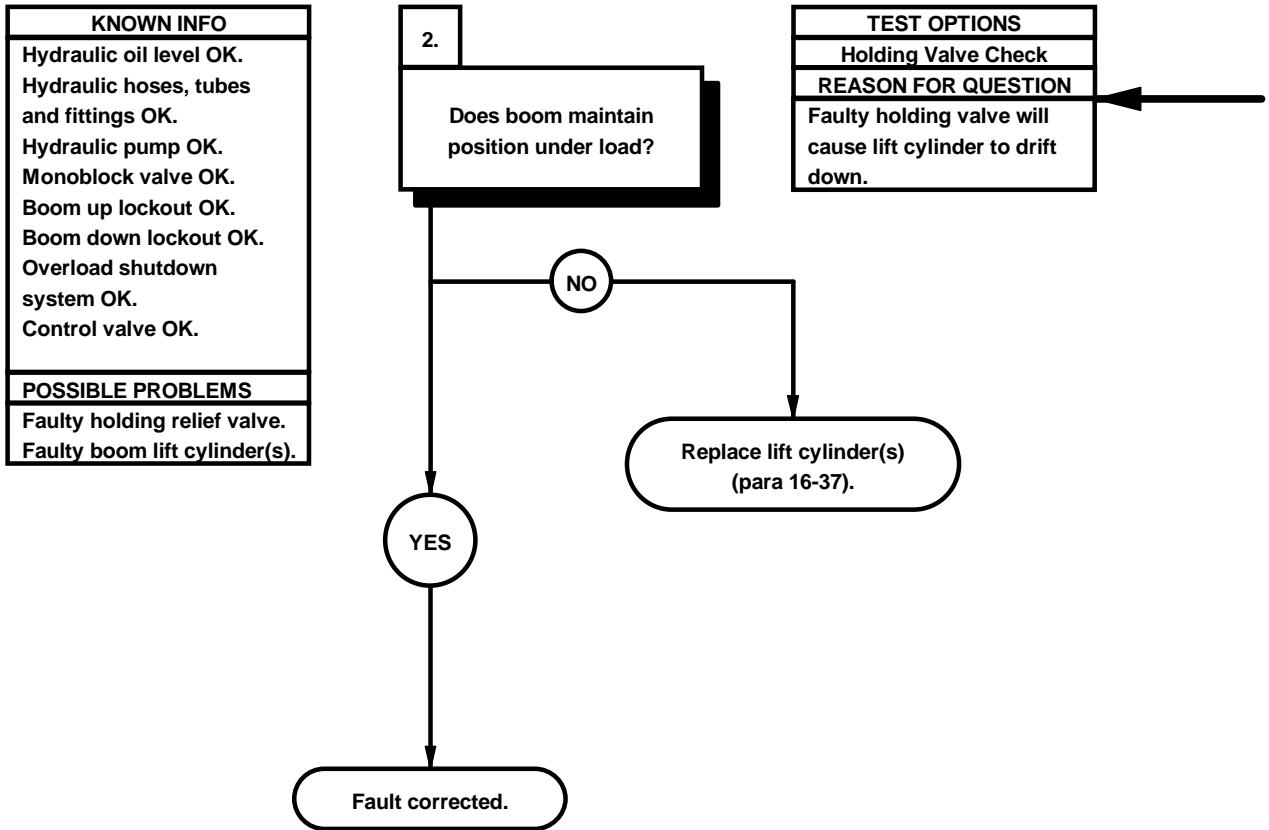 KNOWN INFO
Hydraulic oil level OK.
Hydraulic hoses, tubes
and fittings OK.
Hydraulic pump OK.
Monoblock valve OK.
Boom up lockout OK.
Boom down lockout OK.
Overload shutdown
system OK.
Control valve OK.
POSSIBLE PROBLEMS
Faulty holding relief valve.
Faulty boom lift cylinder(s).
2.
Does boom maintain
position under load?
TEST OPTIONS
Holding Valve Check
REASON FOR QUESTION
Faulty holding valve will
cause lift cylinder to drift
down.
NO
Replace lift cylinder(s)
(para 16-37).
YES
Fault corrected.